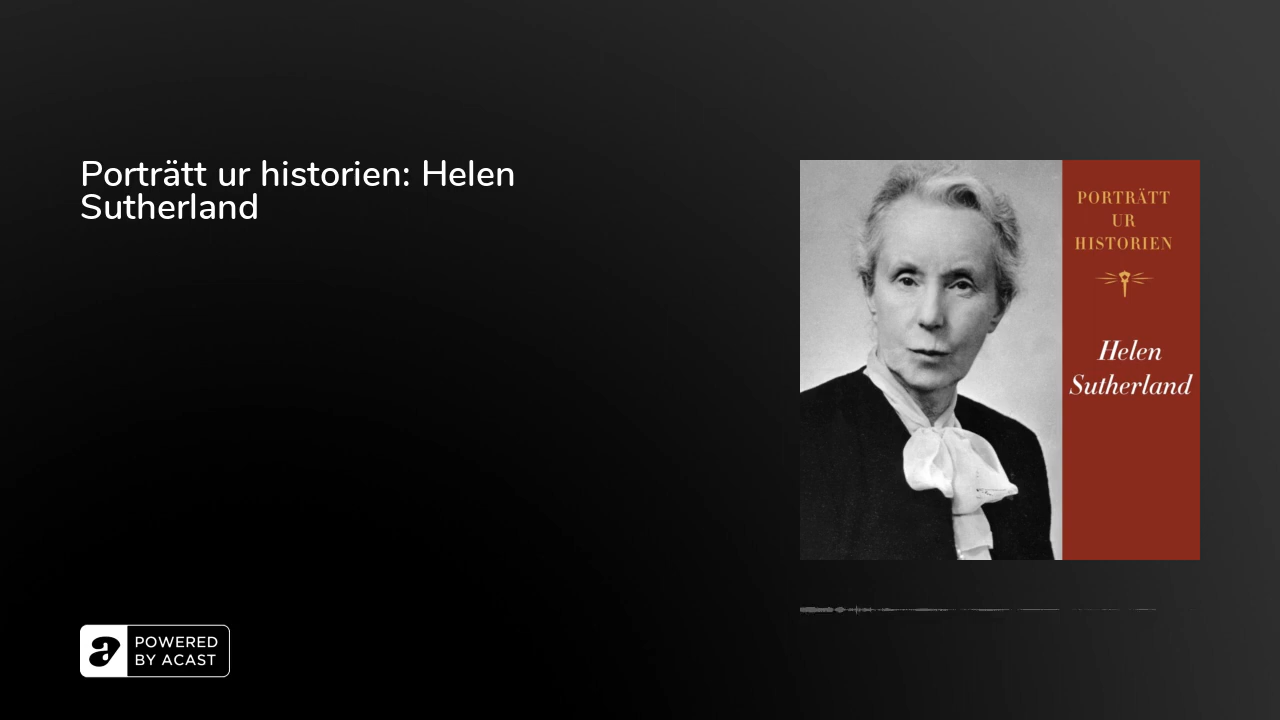 Porträtt ur historien: Helen
Sutherland
PORTRÄTT
UR
HISTORIEN
Helen
Sutherland
POWERED
BY ACAST